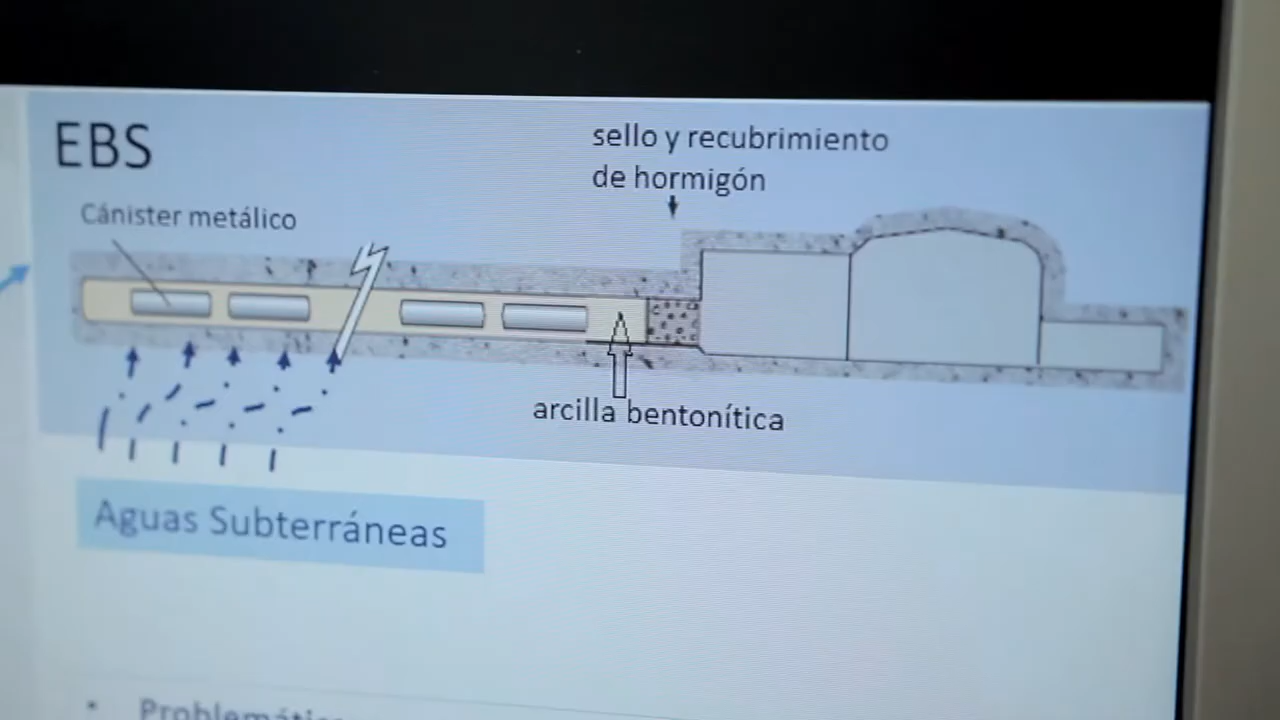 EBS
sello y recubrimiento
de hormigón
Cánister metálico
arcilla bentonítica
Aguas Subterráneas